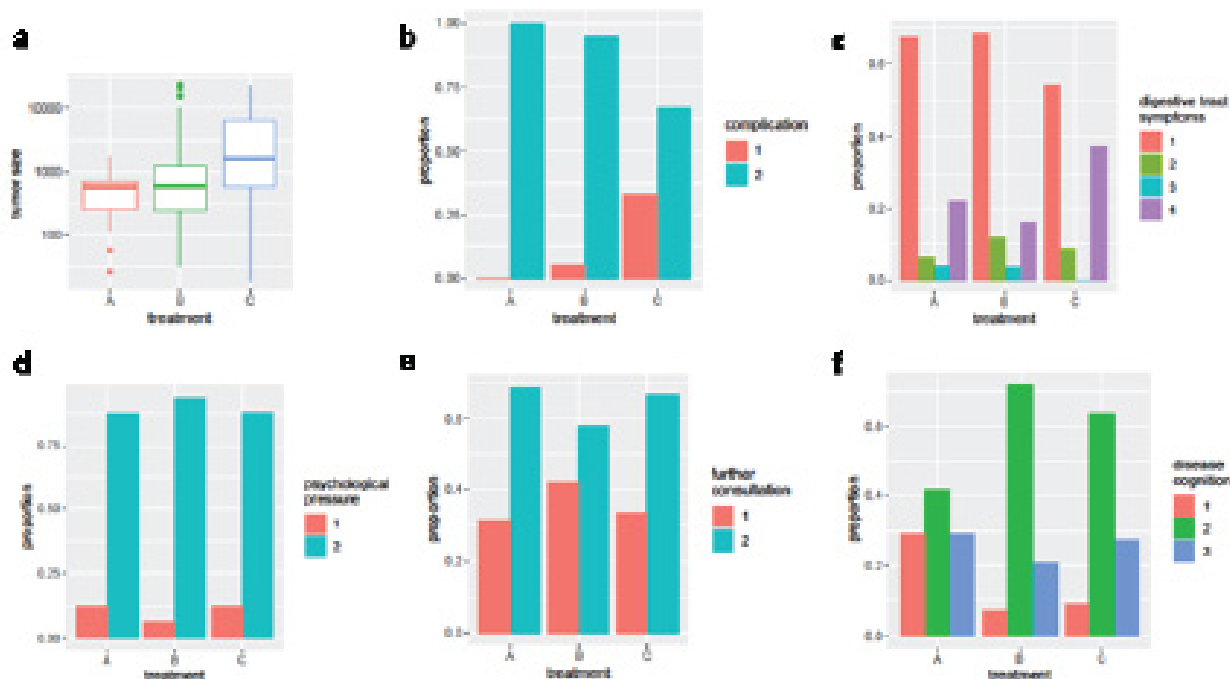 a
10000
1000
100
tumor size
A B C
treatment
b
1.00
0.75
0.50
0.25
0.00
proportion
A B C
treatment
complication
1
2
c
0.6
0.4
0.2
0.0
proportion
A B C
treatment
digestive tract
symptoms
1
2
3
4
d
0.75
0.50
0.25
0.00
proportion
A B C
treatment
psychological
pressure
1
2
e
0.6
0.4
0.2
0.0
proportion
A B C
treatment
further
consultation
1
2
f
0.6
0.4
0.2
0.0
proportion
A B C
treatment
disease
cognition
1
2
3